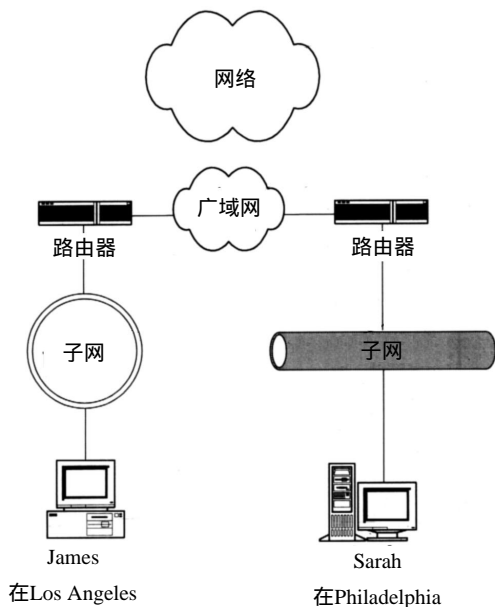 网络
广域网
路由器
路由器
子网
子网
James
在Los Angeles
Sarah
在Philadelphia